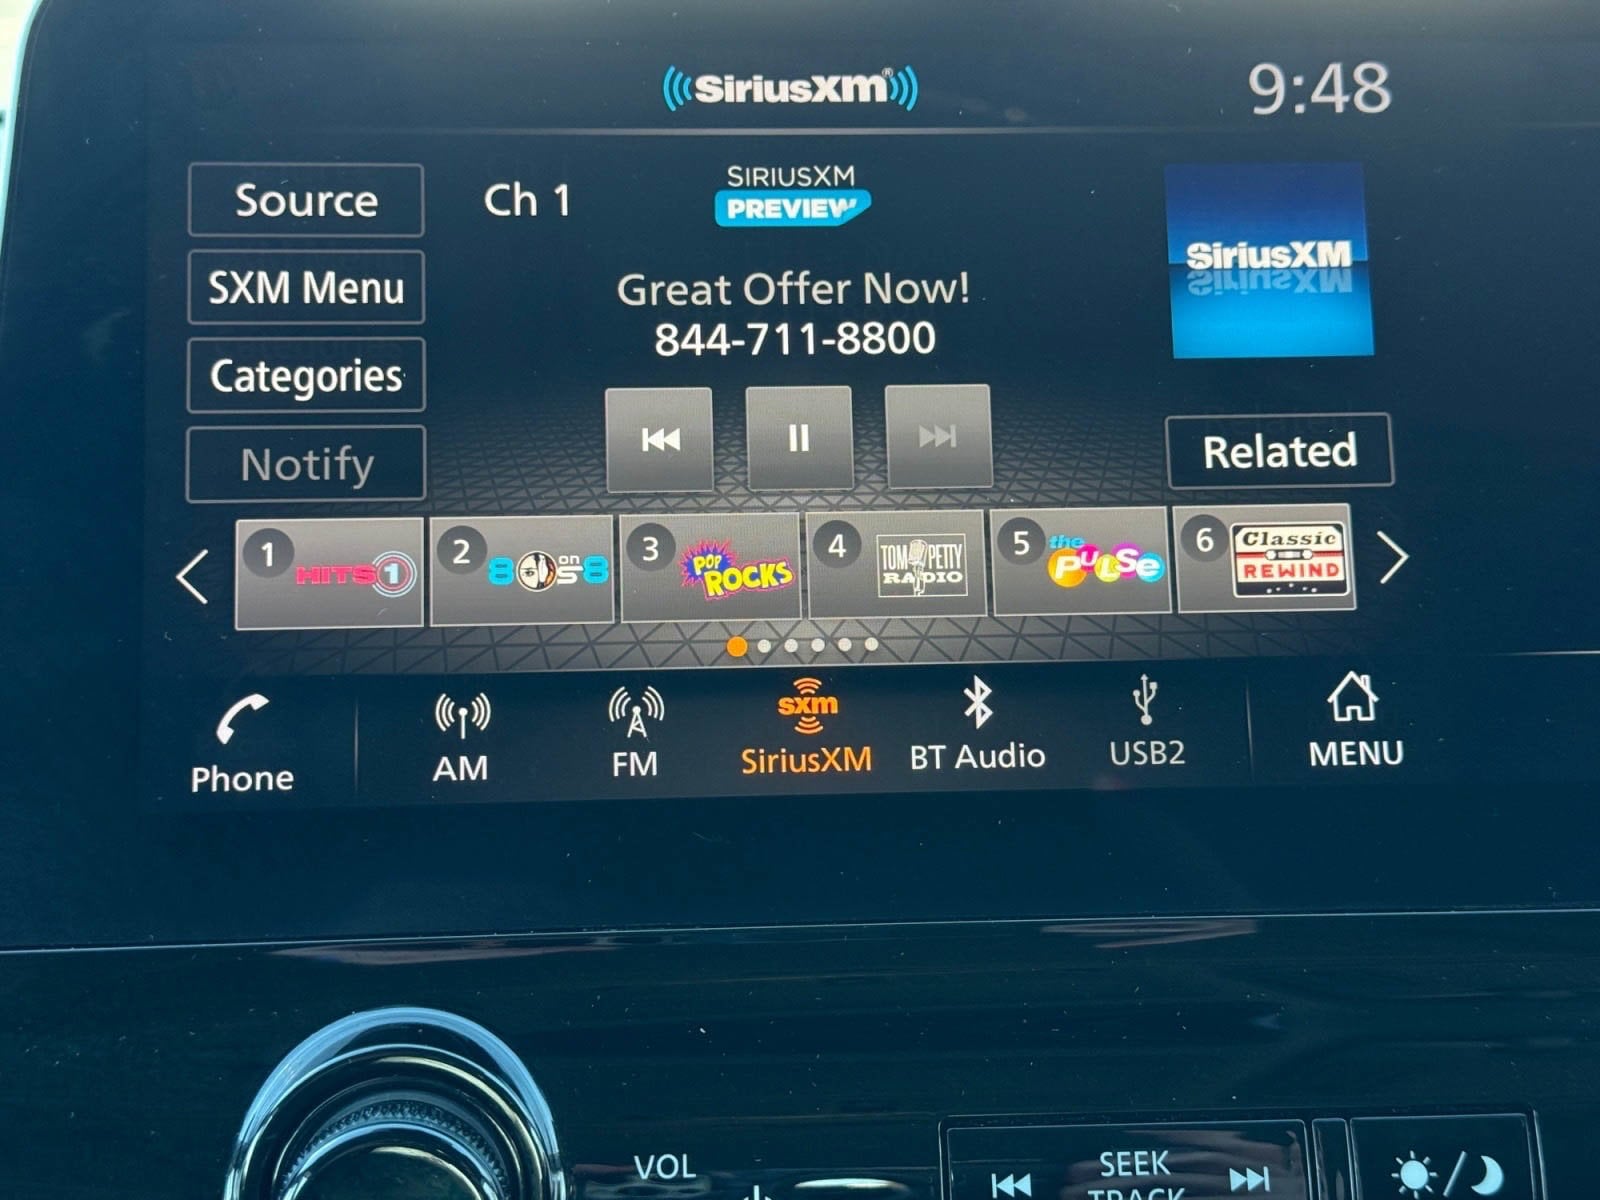 SiriusXM®
9:48
Source
Ch 1
SIRIUSXM
PREVIEW
SiriusXM
SXM Menu
Great Offer Now!
844-711-8800
Categories
Notify
Related
1 HITS 1
2 80s on 8
3 POP ROCKS
4 TOM PETTY RADIO
5 the PULSE
6 Classic REWIND
Phone
AM
FM
sxm
SiriusXM
BT Audio
USB2
MENU
VOL
SEEK
TRACK